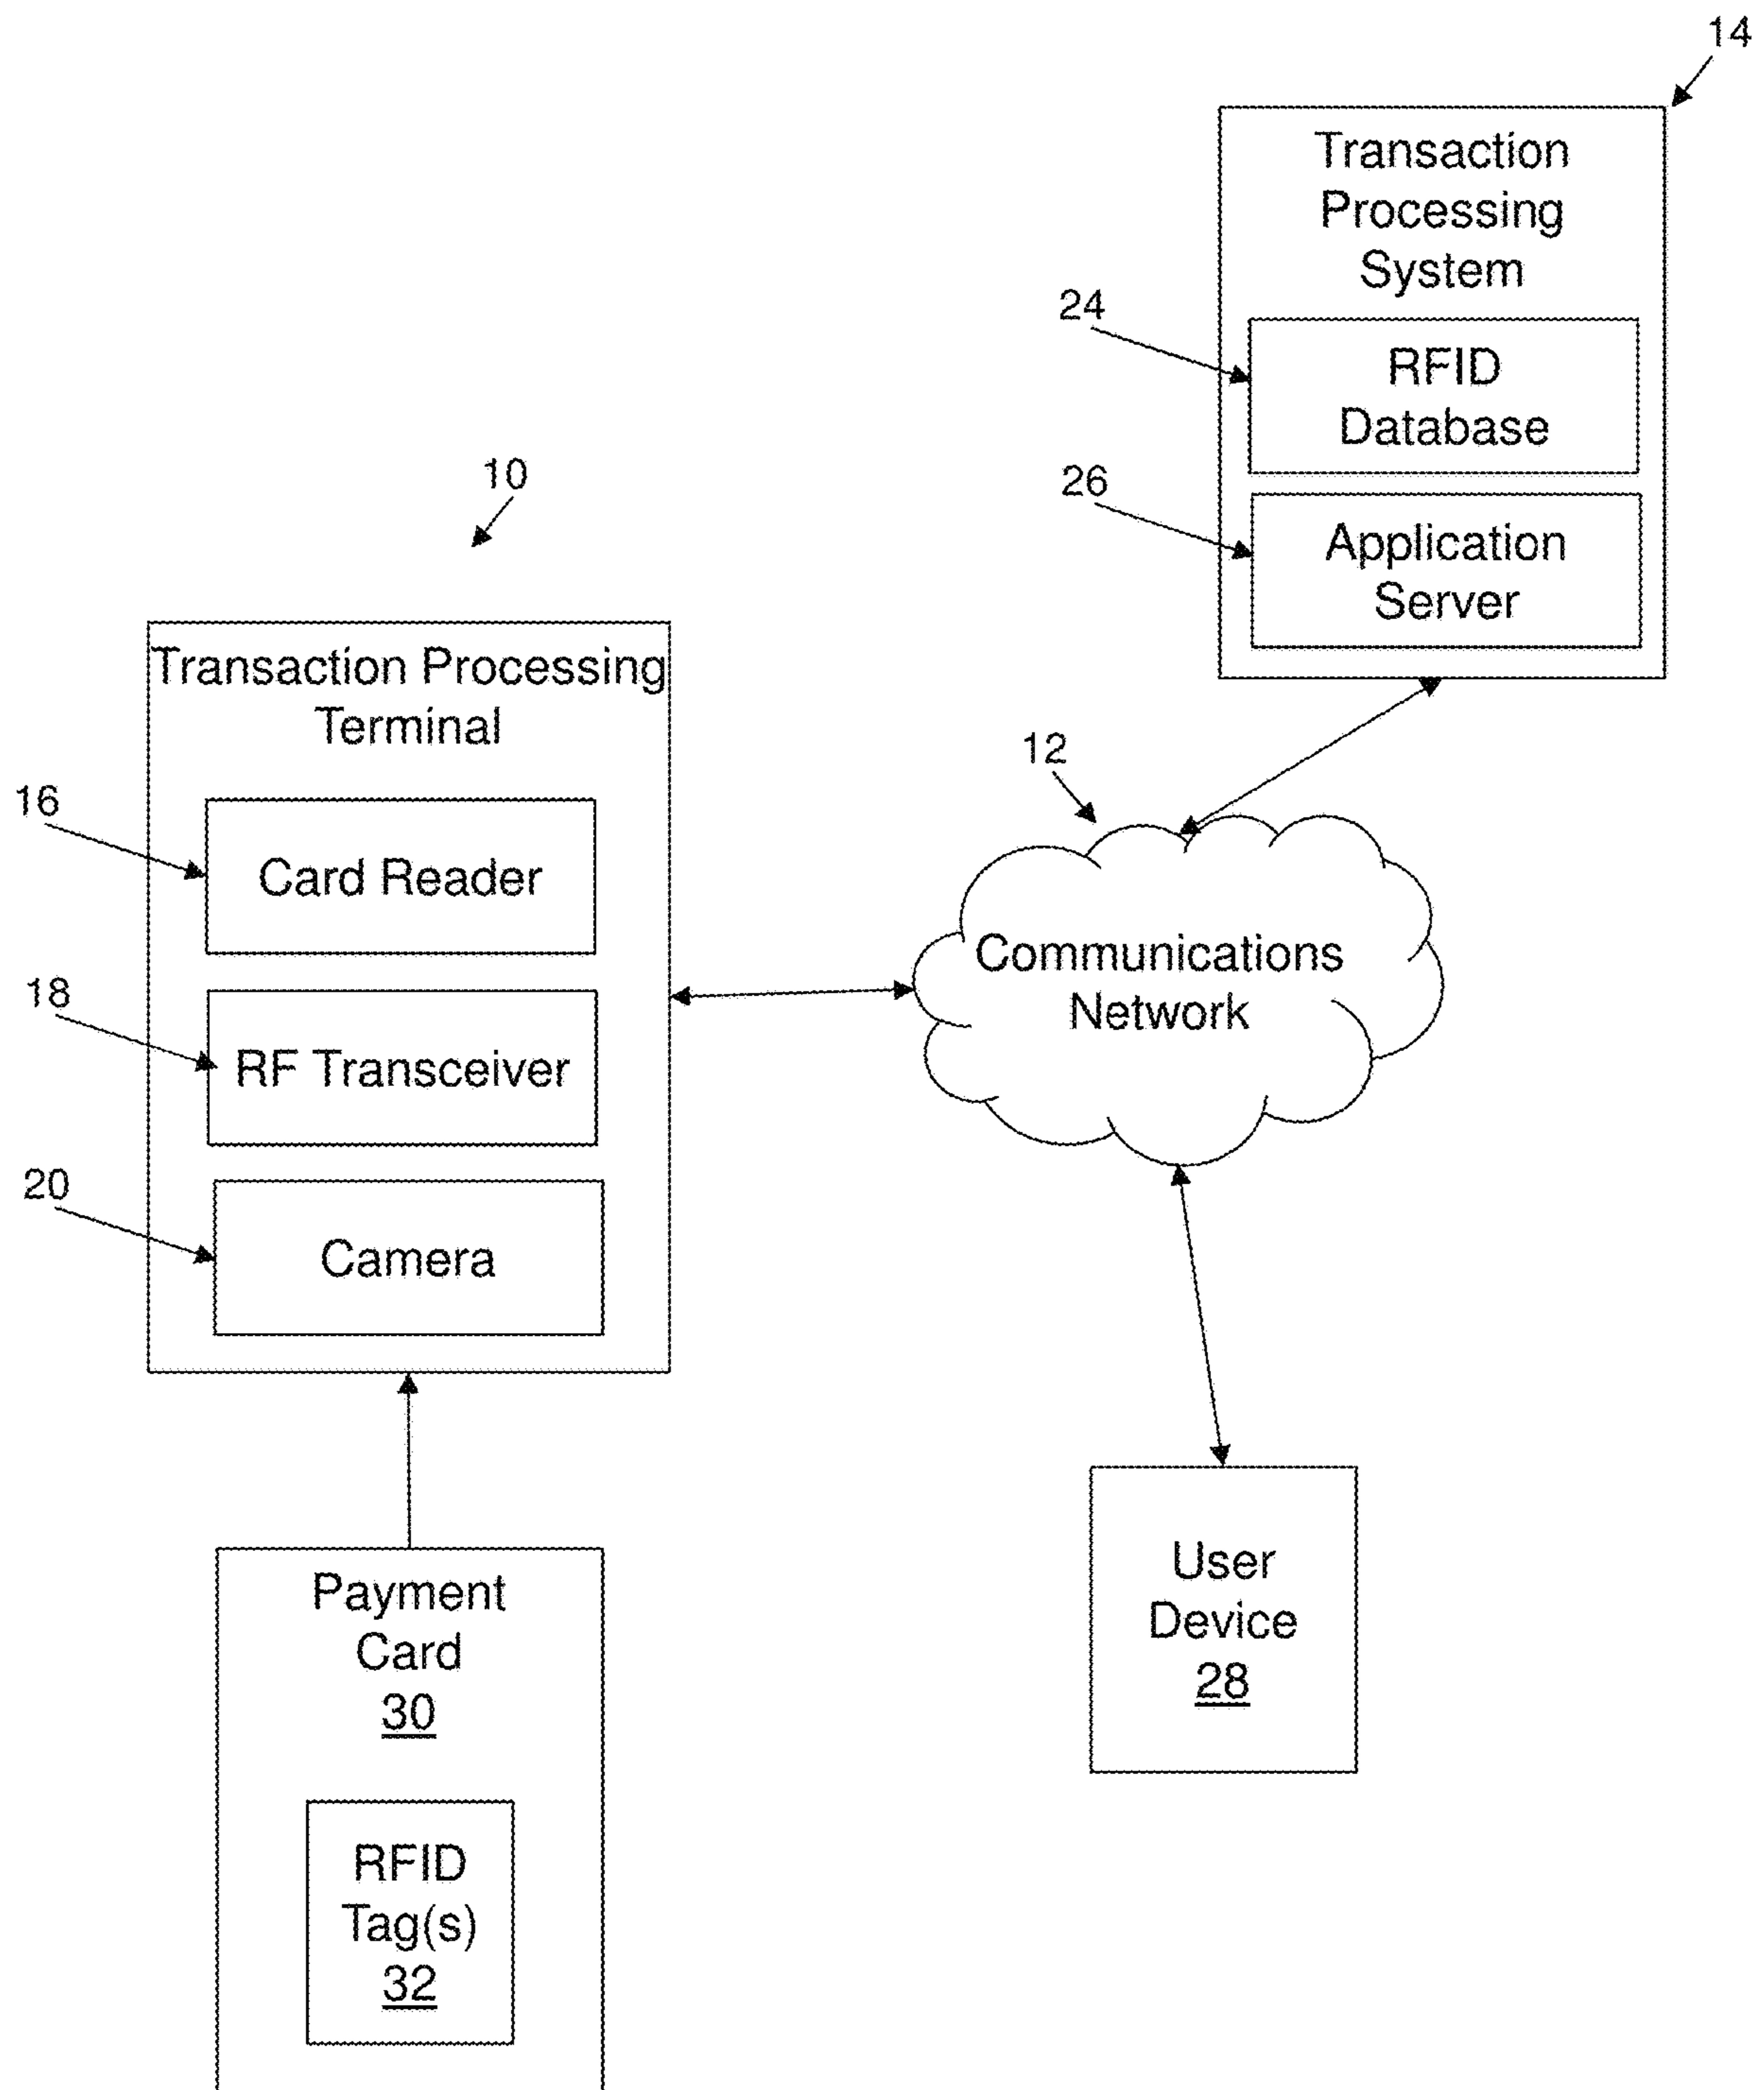 14
Transaction
Processing
System
24
RFID
Database
26
Application
Server
10
Transaction Processing
Terminal
16
Card Reader
18
RF Transceiver
20
Camera
12
Communications
Network
User
Device
28
Payment
Card
30
RFID
Tag(s)
32